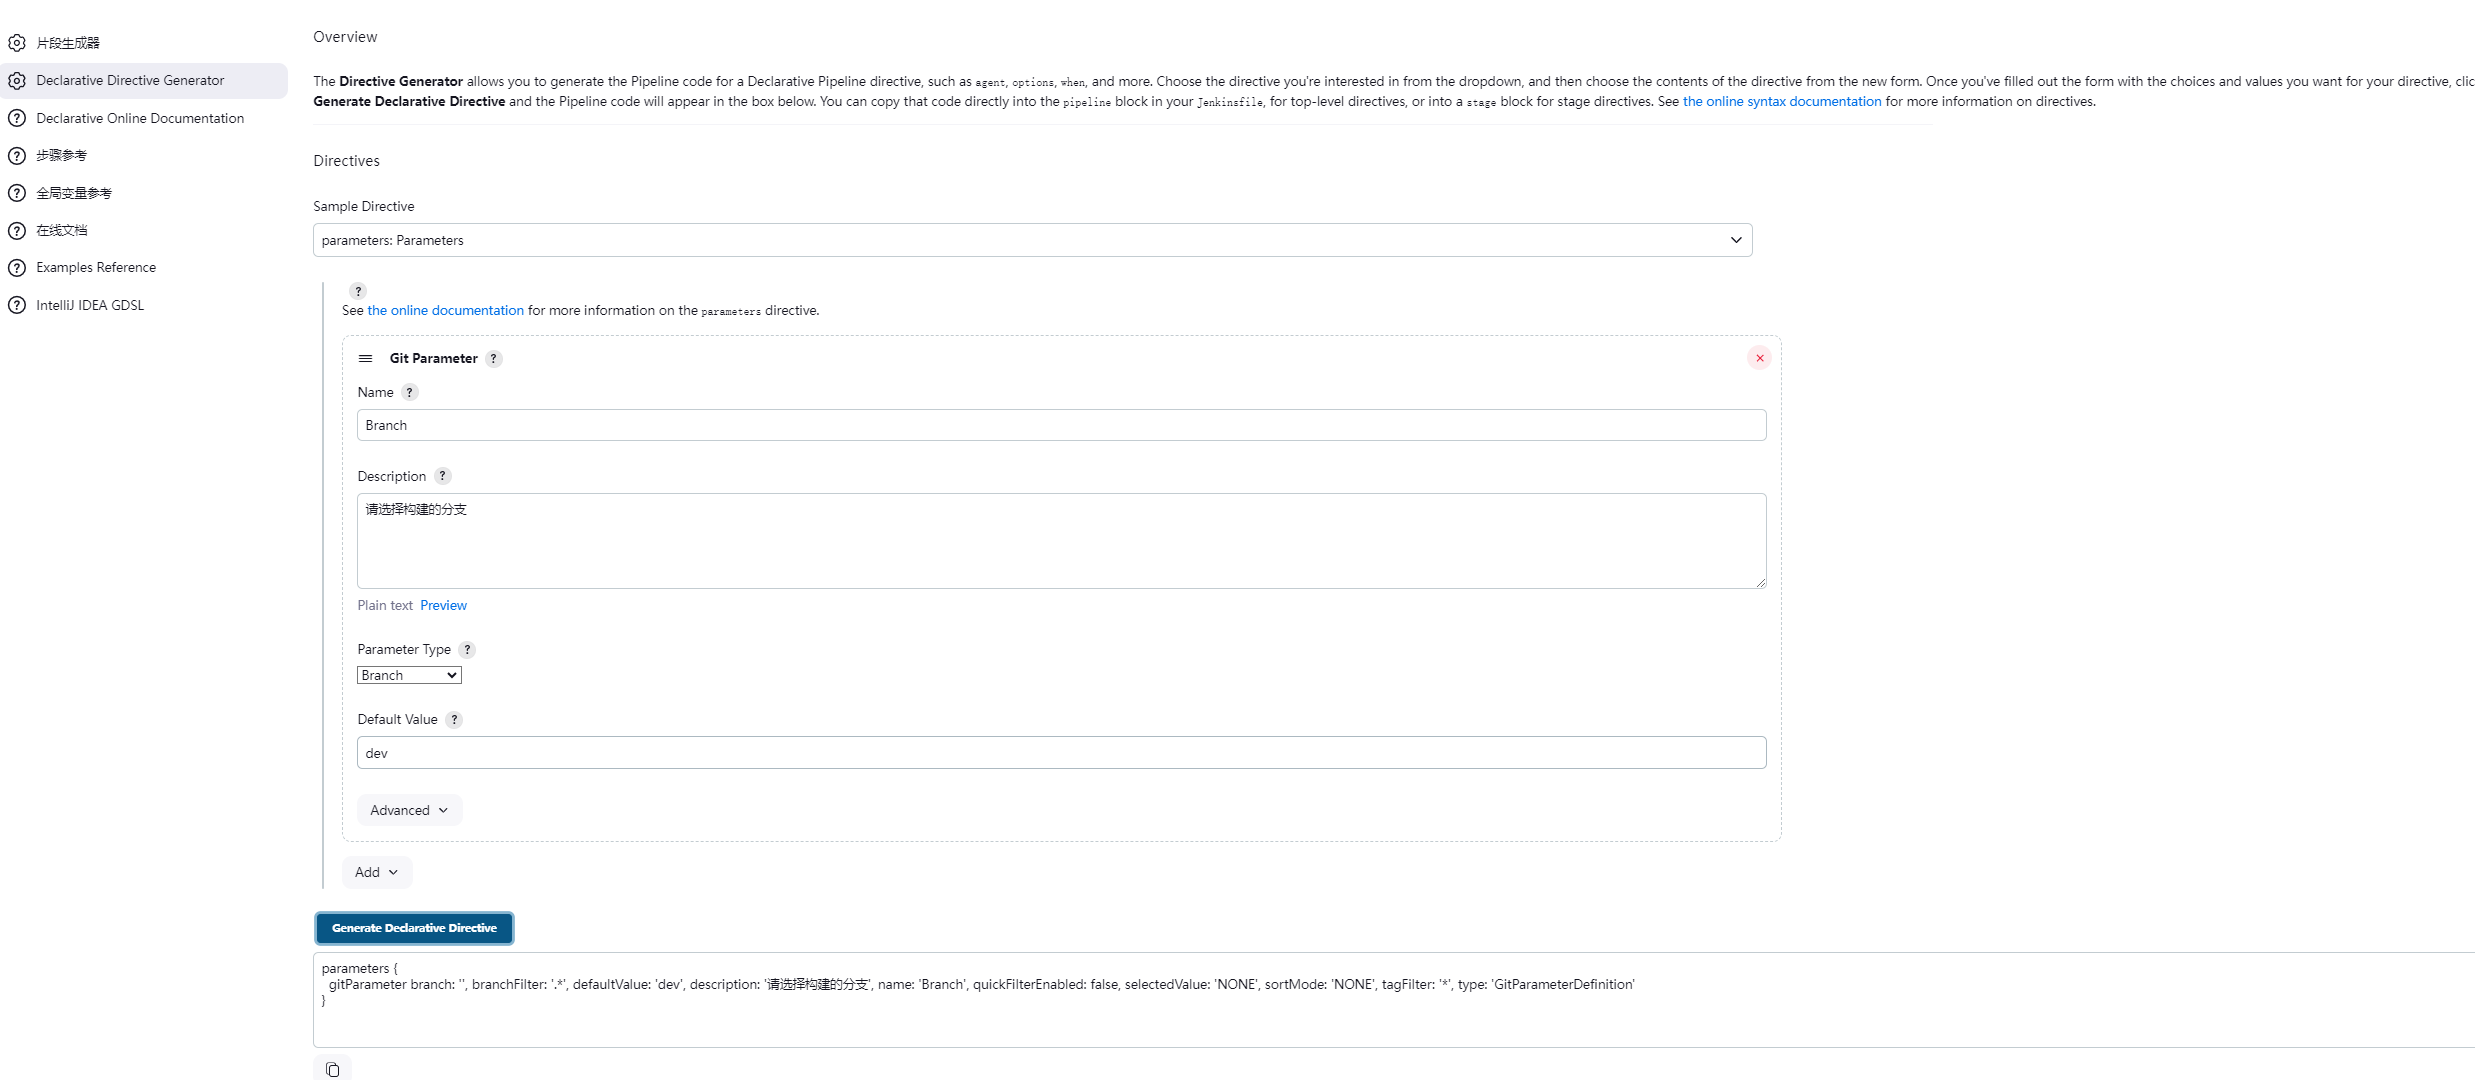 片段生成器
Declarative Directive Generator
Declarative Online Documentation
步骤参考
全局变量参考
在线文档
Examples Reference
IntelliJ IDEA GDSL
Overview
The Directive Generator allows you to generate the Pipeline code for a Declarative Pipeline directive, such as agent, options, when, and more. Choose the directive you're interested in from the dropdown, and then choose the contents of the directive from the new form. Once you've filled out the form with the choices and values you want for your directive, clic
Generate Declarative Directive and the Pipeline code will appear in the box below. You can copy that code directly into the pipeline block in your Jenkinsfile, for top-level directives, or into a stage block for stage directives. See the online syntax documentation for more information on directives.
Directives
Sample Directive
parameters: Parameters
?
See the online documentation for more information on the parameters directive.
Git Parameter ?
Name ?
Branch
Description ?
请选择构建的分支
Plain text Preview
Parameter Type ?
Branch
Default Value ?
dev
Advanced
Add
Generate Declarative Directive
parameters {
gitParameter branch: '', branchFilter: '.*', defaultValue: 'dev', description: '请选择构建的分支', name: 'Branch', quickFilterEnabled: false, selectedValue: 'NONE', sortMode: 'NONE', tagFilter: '*', type: 'GitParameterDefinition'
}